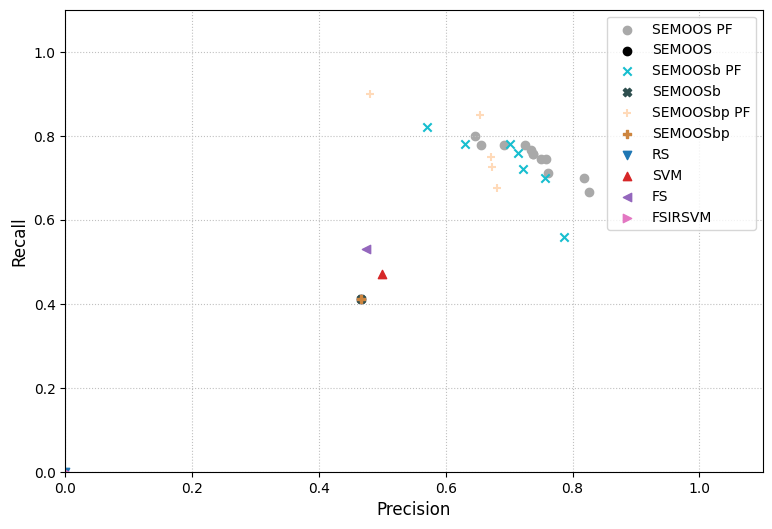 SEMOOS PF
SEMOOS
SEMOOSb PF
SEMOOSb
SEMOOSbp PF
SEMOOSbp
RS
SVM
FS
FSIRSVM
1.0
0.8
0.6
0.4
0.2
0.0
Recall
0.0 0.2 0.4 0.6 0.8 1.0
Precision